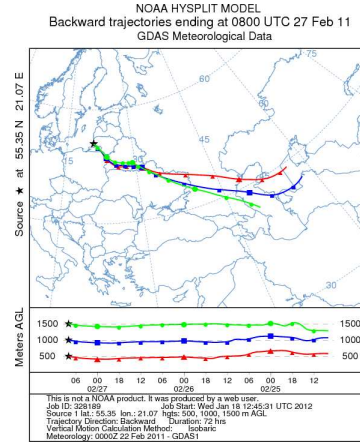 NOAA HYSPLIT MODEL
Backward trajectories ending at 0800 UTC 27 Feb 11
GDAS Meteorological Data
Source ★ at 55.35 N 21.07 E
75
60
60
45
45
15
30
Meters AGL
1500
1000
500
1500
1000
500
06 00 18 12 06 00 18 12 06 00 18 12
02/27 02/26 02/25
This is not a NOAA product. It was produced by a web user.
Job ID: 328189 Job Start: Wed Jan 18 12:45:31 UTC 2012
Source 1 lat.: 55.35 lon.: 21.07 hgts: 500, 1000, 1500 m AGL
Trajectory Direction: Backward Duration: 72 hrs
Vertical Motion Calculation Method: Isobaric
Meteorology: 0000Z 22 Feb 2011 - GDAS1